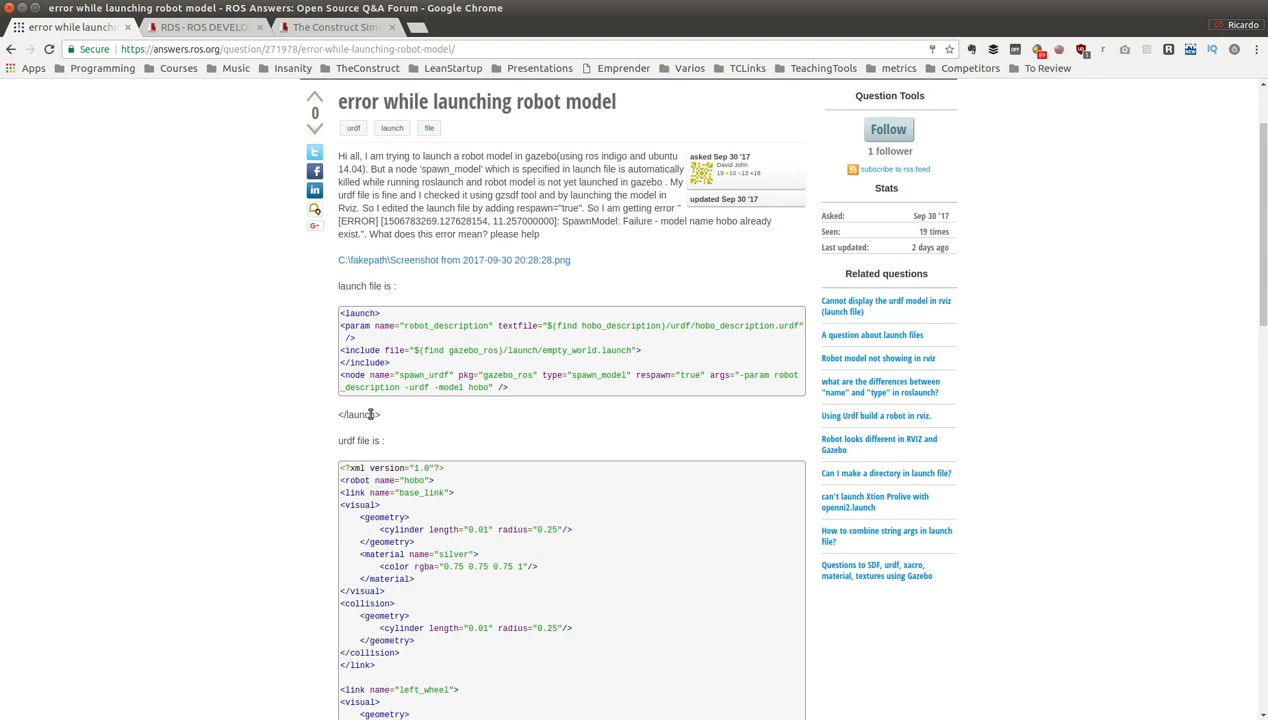 error while launching robot model - ROS Answers: Open Source Q&A Forum - Google Chrome
error while launchi
RDS - ROS DEVELO
The Construct Sim
Ricardo
Secure
https://answers.ros.org/question/271978/error-while-launching-robot-model/
Apps
Programming
Courses
Music
Insanity
TheConstruct
LeanStartup
Presentations
Emprender
Varios
TCLinks
TeachingTools
metrics
Competitors
To Review
0
error while launching robot model
urdf
launch
file
Hi all, I am trying to launch a robot model in gazebo(using ros indigo and ubuntu
14.04). But a node 'spawn_model' which is specified in launch file is automatically
killed while running roslaunch and robot model is not yet launched in gazebo . My
urdf file is fine and I checked it using gzsdf tool and by launching the model in
Rviz. So I edited the launch file by adding respawn="true". So I am getting error "
[ERROR] [1506783269.127628154, 11.257000000]: SpawnModel: Failure - model name hobo already
exist.". What does this error mean? please help
asked Sep 30 '17
David John
19 ●10 ●13 ●18
updated Sep 30 '17
C:\fakepath\Screenshot from 2017-09-30 20:28:28.png
launch file is :
<launch>
<param name="robot_description" textfile="$(find hobo_description)/urdf/hobo_description.urdf"
/>
<include file="$(find gazebo_ros)/launch/empty_world.launch">
</include>
<node name="spawn_urdf" pkg="gazebo_ros" type="spawn_model" respawn="true" args="-param robot
_description -urdf -model hobo" />
</launch>
urdf file is :
<?xml version="1.0"?>
<robot name="hobo">
<link name="base_link">
<visual>
<geometry>
<cylinder length="0.01" radius="0.25"/>
</geometry>
<material name="silver">
<color rgba="0.75 0.75 0.75 1"/>
</material>
</visual>
<collision>
<geometry>
<cylinder length="0.01" radius="0.25"/>
</geometry>
</collision>
</link>
<link name="left_wheel">
<visual>
<geometry>
Question Tools
Follow
1 follower
subscribe to rss feed
Stats
Asked: Sep 30 '17
Seen: 19 times
Last updated: 2 days ago
Related questions
Cannot display the urdf model in rviz
(launch file)
A question about launch files
Robot model not showing in rviz
what are the differences between
"name" and "type" in roslaunch?
Using Urdf build a robot in rviz.
Robot looks different in RVIZ and
Gazebo
Can I make a directory in launch file?
can't launch Xtion Prolive with
openni2.launch
How to combine string args in launch
file?
Questions to SDF, urdf, xacro,
material, textures using Gazebo